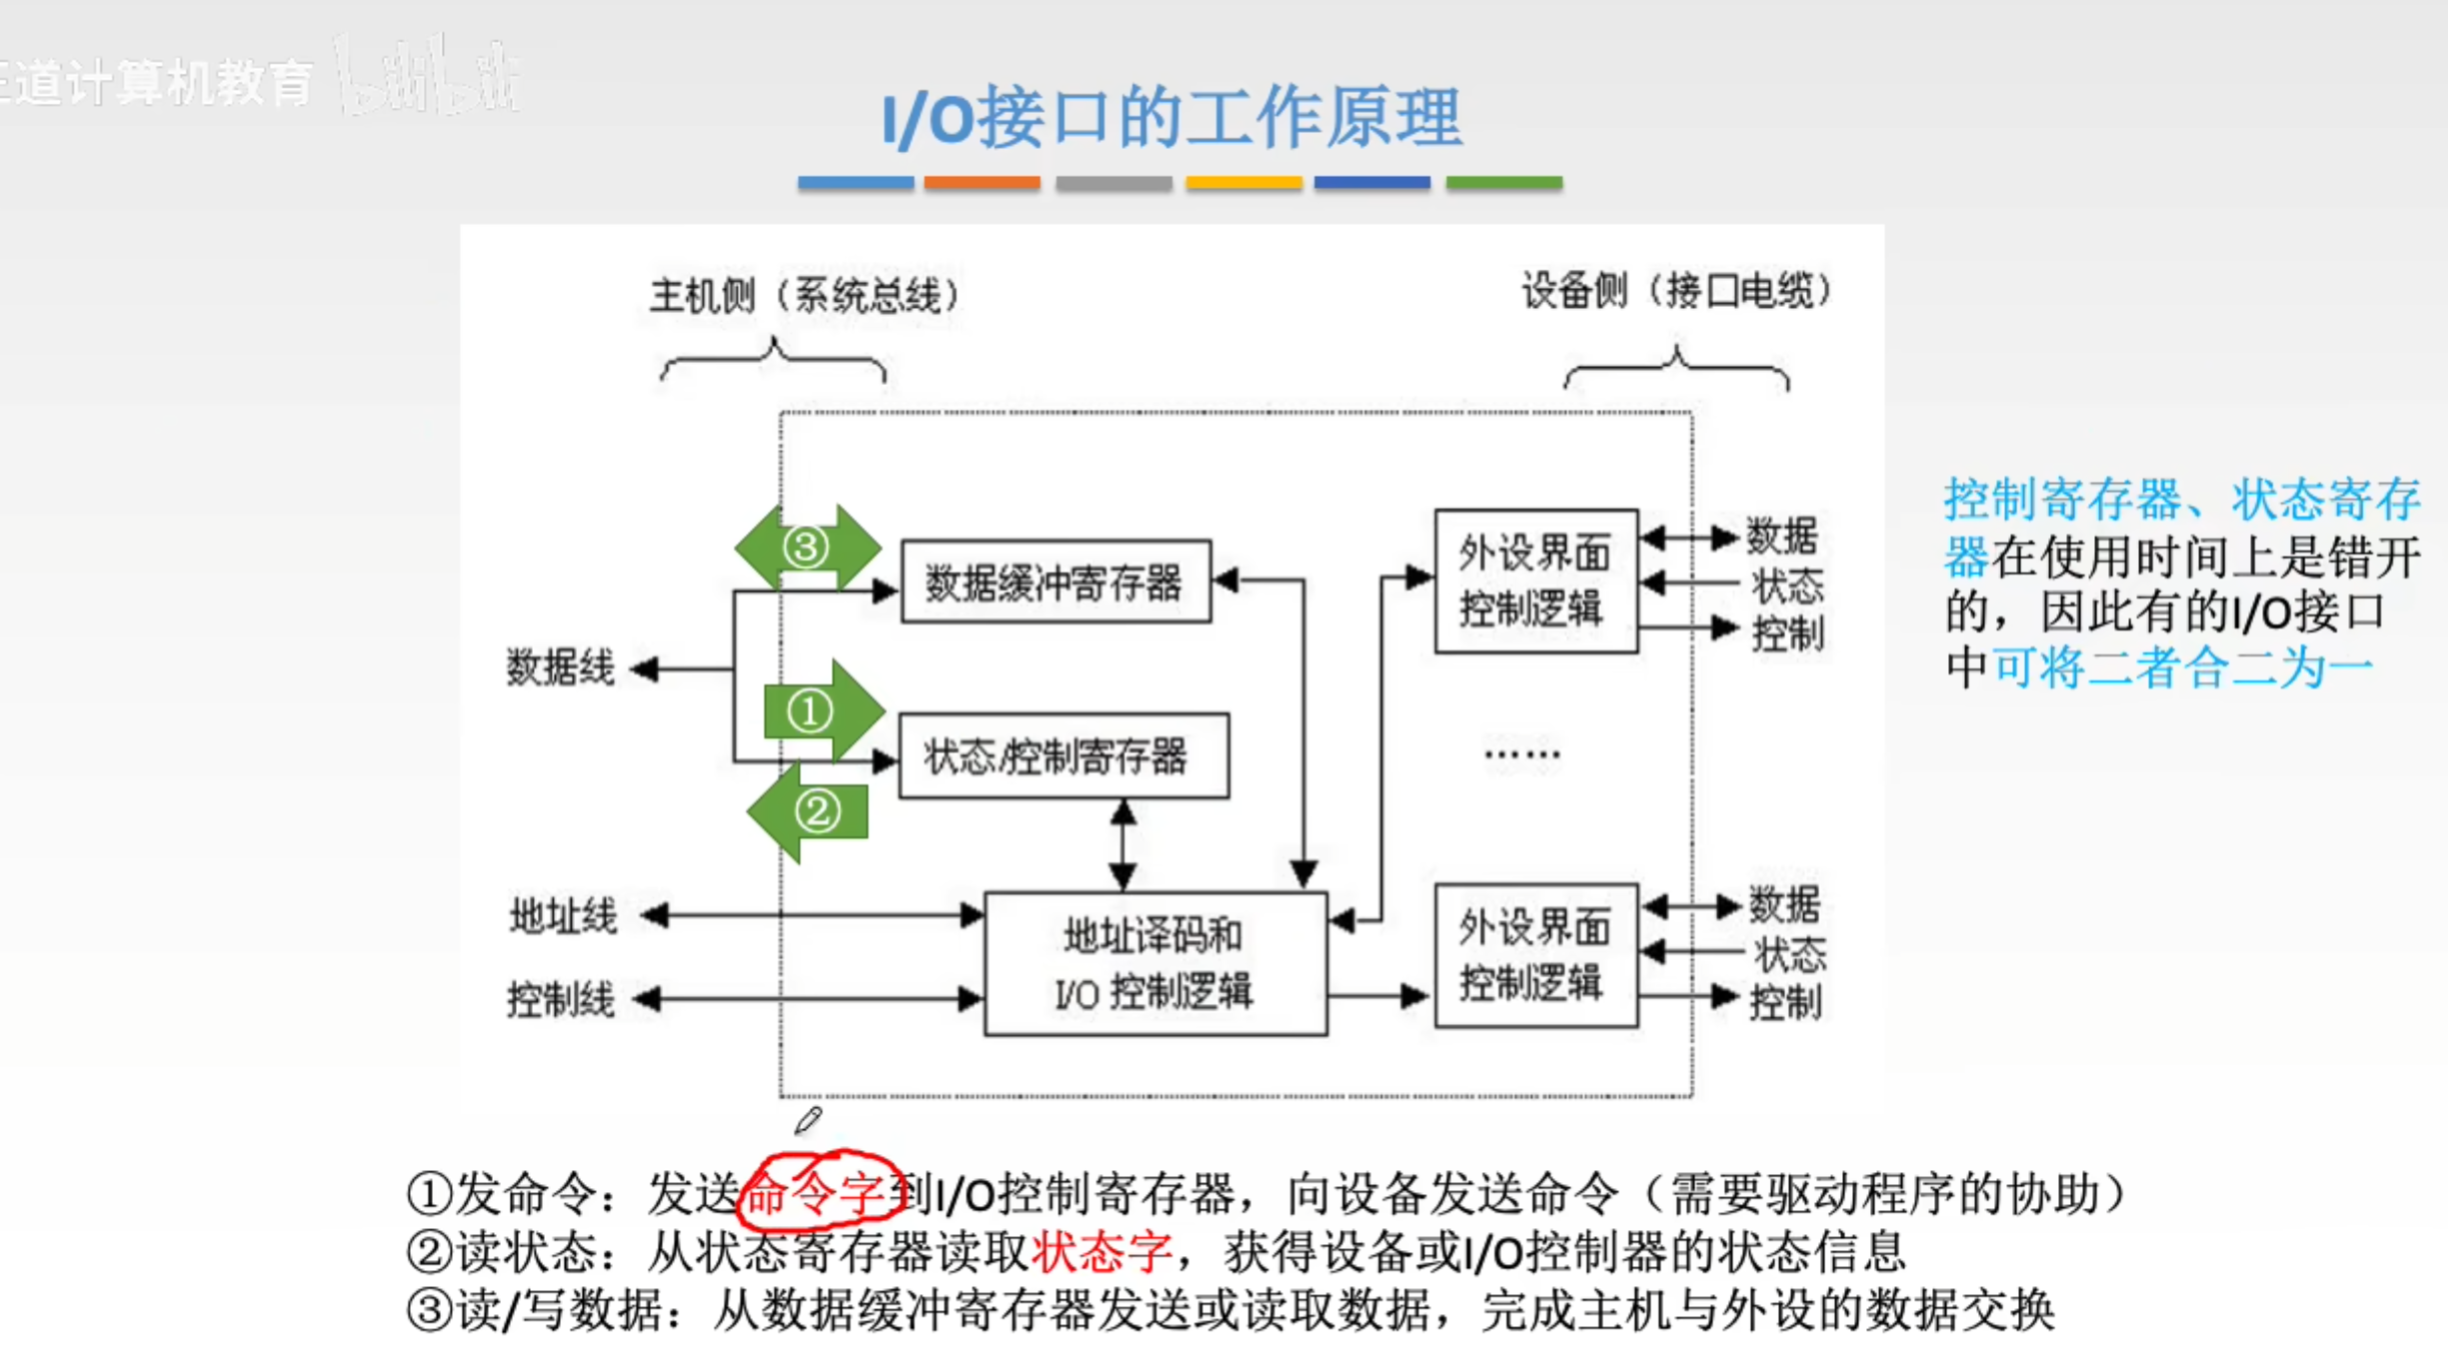 王道计算机教育 bilibili
I/O接口的工作原理
主机侧（系统总线）
设备侧（接口电缆）
③
数据缓冲寄存器
外设界面
控制逻辑
数据
状态
控制
控制寄存器、状态寄存
器在使用时间上是错开
的，因此有的I/O接口
中可将二者合二为一
数据线
①
状态/控制寄存器
……
②
地址线
控制线
地址译码和
I/O 控制逻辑
外设界面
控制逻辑
数据
状态
控制
①发命令：发送命令字到I/O控制寄存器，向设备发送命令（需要驱动程序的协助）
②读状态：从状态寄存器读取状态字，获得设备或I/O控制器的状态信息
③读/写数据：从数据缓冲寄存器发送或读取数据，完成主机与外设的数据交换